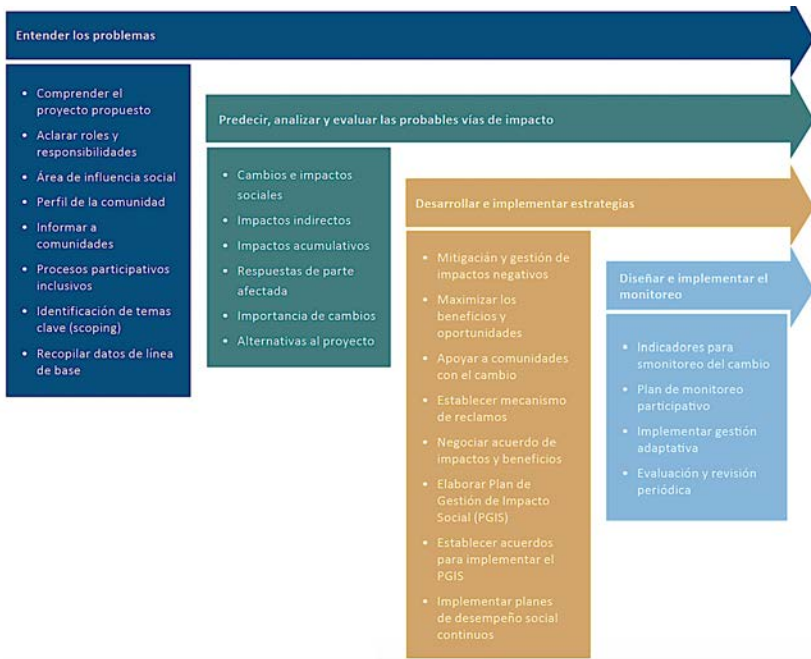 Entender los problemas
• Comprender el
proyecto propuesto
• Aclarar roles y
responsabilidades
• Área de influencia social
• Perfil de la comunidad
• Informar a
comunidades
• Procesos participativos
inclusivos
• Identificación de temas
clave (scoping)
• Recopilar datos de línea
de base
Predecir, analizar y evaluar las probables vías de impacto
• Cambios e impactos
sociales
• Impactos indirectos
• Impactos acumulativos
• Respuestas de parte
afectada
• Importancia de cambios
• Alternativas al proyecto
Desarrollar e implementar estrategias
• Mitigacián y gestión de
impactos negativos
• Maximizar los
beneficios y
oportunidades
• Apoyar a comunidades
con el cambio
• Establecer mecanismo
de reclamos
• Negociar acuerdo de
impactos y beneficios
• Elaborar Plan de
Gestión de Impacto
Social (PGIS)
• Establecer acuerdos
para implementar el
PGIS
• Implementar planes
de desempeño social
continuos
Diseñar e implementar el
monitoreo
• Indicadores para
smonitoreo del cambio
• Plan de monitoreo
participativo
• Implementar gestión
adaptativa
• Evaluación y revisión
periódica